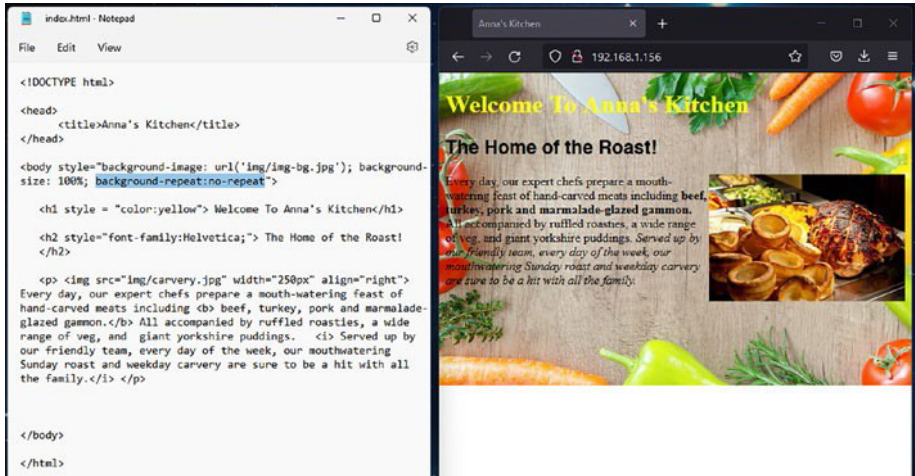 index.html - Notepad
File Edit View
<!DOCTYPE html>
<head>
<title>Anna's Kitchen</title>
</head>
<body style="background-image: url('img/img-bg.jpg'); background-
size: 100%; background-repeat:no-repeat">
<h1 style = "color:yellow"> Welcome To Anna's Kitchen</h1>
<h2 style="font-family:Helvetica;"> The Home of the Roast!
</h2>
<p> <img src="img/carvery.jpg" width="250px" align="right">
Every day, our expert chefs prepare a mouth-watering feast of
hand-carved meats including <b> beef, turkey, pork and marmalade-
glazed gammon.</b> All accompanied by ruffled roasties, a wide
range of veg, and giant yorkshire puddings. <i> Served up by
our friendly team, every day of the week, our mouthwatering
Sunday roast and weekday carvery are sure to be a hit with all
the family.</i> </p>
</body>
</html>
Anna's Kitchen
192.168.1.156
Welcome To Anna's Kitchen
The Home of the Roast!
Every day, our expert chefs prepare a mouth-
watering feast of hand-carved meats including beef,
turkey, pork and marmalade-glazed gammon.
All accompanied by ruffled roasties, a wide range
of veg, and giant yorkshire puddings. Served up by
our friendly team, every day of the week, our
mouthwatering Sunday roast and weekday carvery
are sure to be a hit with all the family.